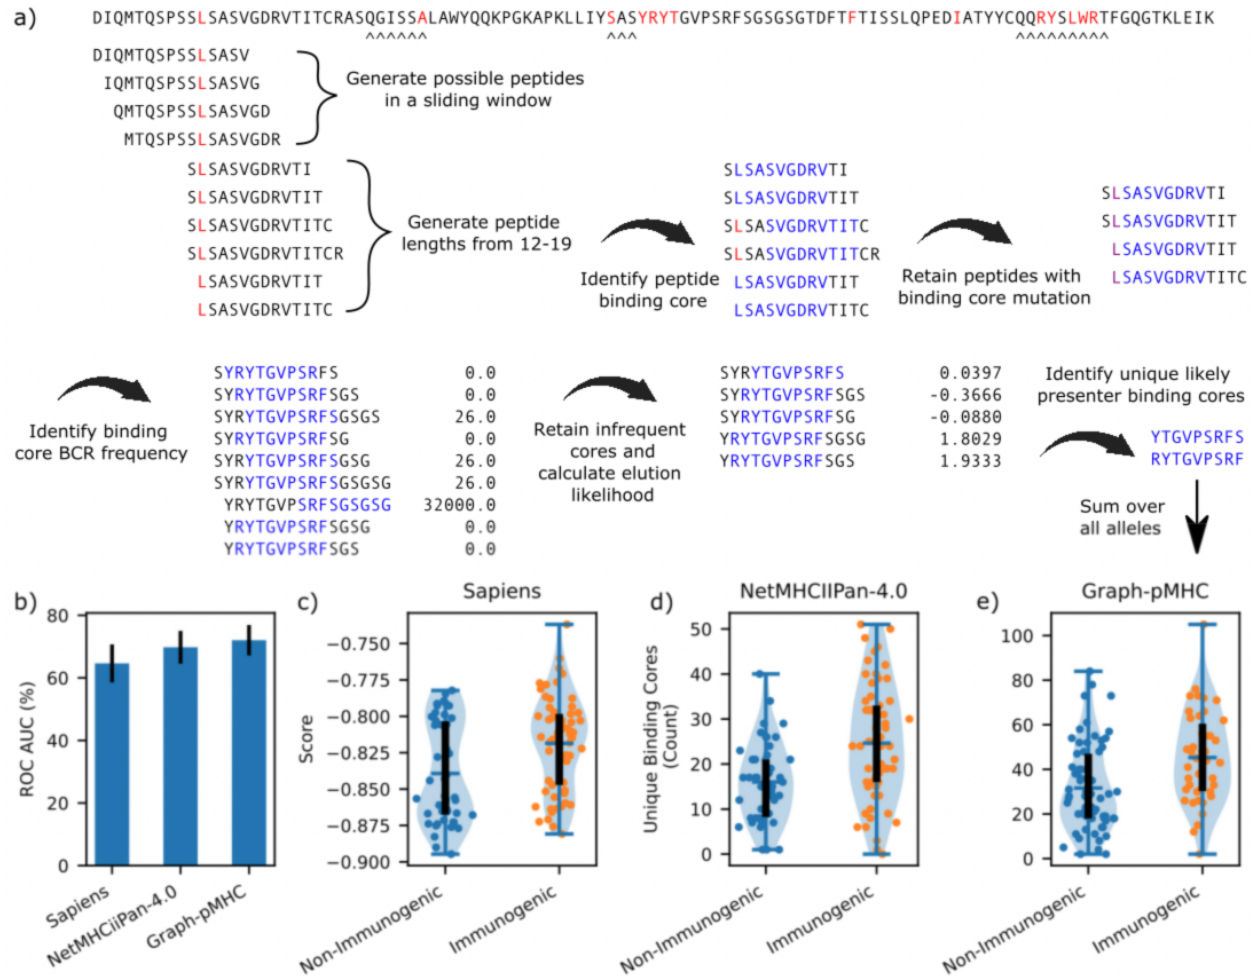 a) DIQMTQSPSSLSASVGDRVTITCRASQGISSALAWYQQKPGKAPKLLIYSASYRYTGVPSRFSGSGSGTDFTFTISSLQPEDIATYYCQQRYSLWRTFGQGTKLEIK
^^^^^^ ^^^ ^^^^^^^^^
DIQMTQSPSSLSASV
IQMTQSPSSLSASVG
QMTQSPSSLSASVGD
MTQSPSSLSASVGDR
Generate possible peptides
in a sliding window
SLSASVGDRVTI
SLSASVGDRVTIT
SLSASVGDRVTITC
SLSASVGDRVTITCR
LSASVGDRVTIT
LSASVGDRVTITC
Generate peptide
lengths from 12-19
Identify peptide
binding core
SLSASVGDRVTI
SLSASVGDRVTIT
SLSASVGDRVTITC
SLSASVGDRVTITCR
LSASVGDRVTIT
LSASVGDRVTITC
Retain peptides with
binding core mutation
SLSASVGDRVTI
SLSASVGDRVTIT
LSASVGDRVTIT
LSASVGDRVTITC
Identify binding
core BCR frequency
SYRYTGVPSRFS 0.0
SYRYTGVPSRFSGS 0.0
SYRYTGVPSRFSGSGS 26.0
SYRYTGVPSRFSG 0.0
SYRYTGVPSRFSGSG 26.0
SYRYTGVPSRFSGSGSG 26.0
YRYTGVPSRFSGSGSG 32000.0
YRYTGVPSRFSGSG 0.0
YRYTGVPSRFSGS 0.0
Retain infrequent
cores and
calculate elution
likelihood
SYRYTGVPSRFS 0.0397
SYRYTGVPSRFSGS -0.3666
SYRYTGVPSRFSG -0.0880
YRYTGVPSRFSGSG 1.8029
YRYTGVPSRFSGS 1.9333
Identify unique likely
presenter binding cores
YTGVPSRFS
RYTGVPSRF
Sum over
all alleles
b)
ROC AUC (%)
80
60
40
20
0
Sapiens
NetMHCiiPan-4.0
Graph-pMHC
c)
Sapiens
Score
−0.750
−0.775
−0.800
−0.825
−0.850
−0.875
−0.900
Non-Immunogenic
Immunogenic
d)
NetMHCIIPan-4.0
Unique Binding Cores
(Count)
50
40
30
20
10
0
Non-Immunogenic
Immunogenic
e)
Graph-pMHC
100
80
60
40
20
0
Non-Immunogenic
Immunogenic